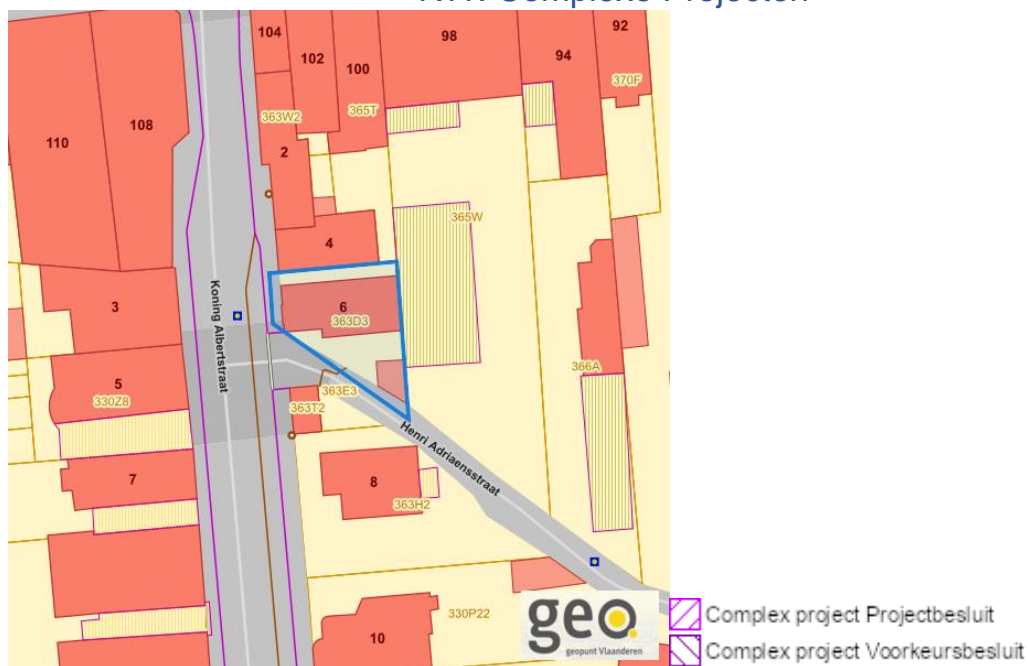 104
102
100
98
94
92
370F
365T
363W2
110
108
2
365W
4
3
Koning Albertstraat
6
363D3
366A
5
330Z8
363E3
363T2
Henri Adriaensstraat
7
8
363H2
330P22
10
geo
geopunt Vlaanderen
Complex project Projectbesluit
Complex project Voorkeursbesluit